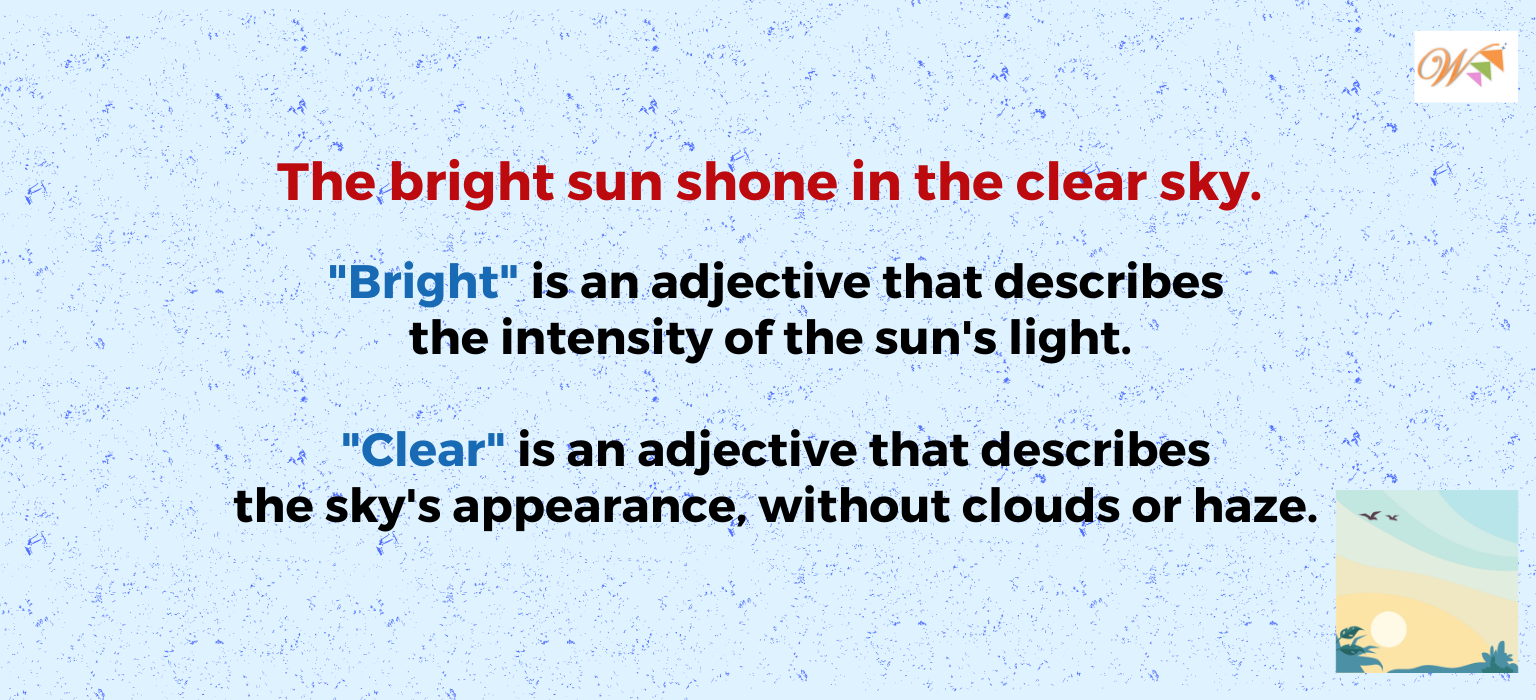 W
The bright sun shone in the clear sky.
"Bright" is an adjective that describes
the intensity of the sun's light.
"Clear" is an adjective that describes
the sky's appearance, without clouds or haze.